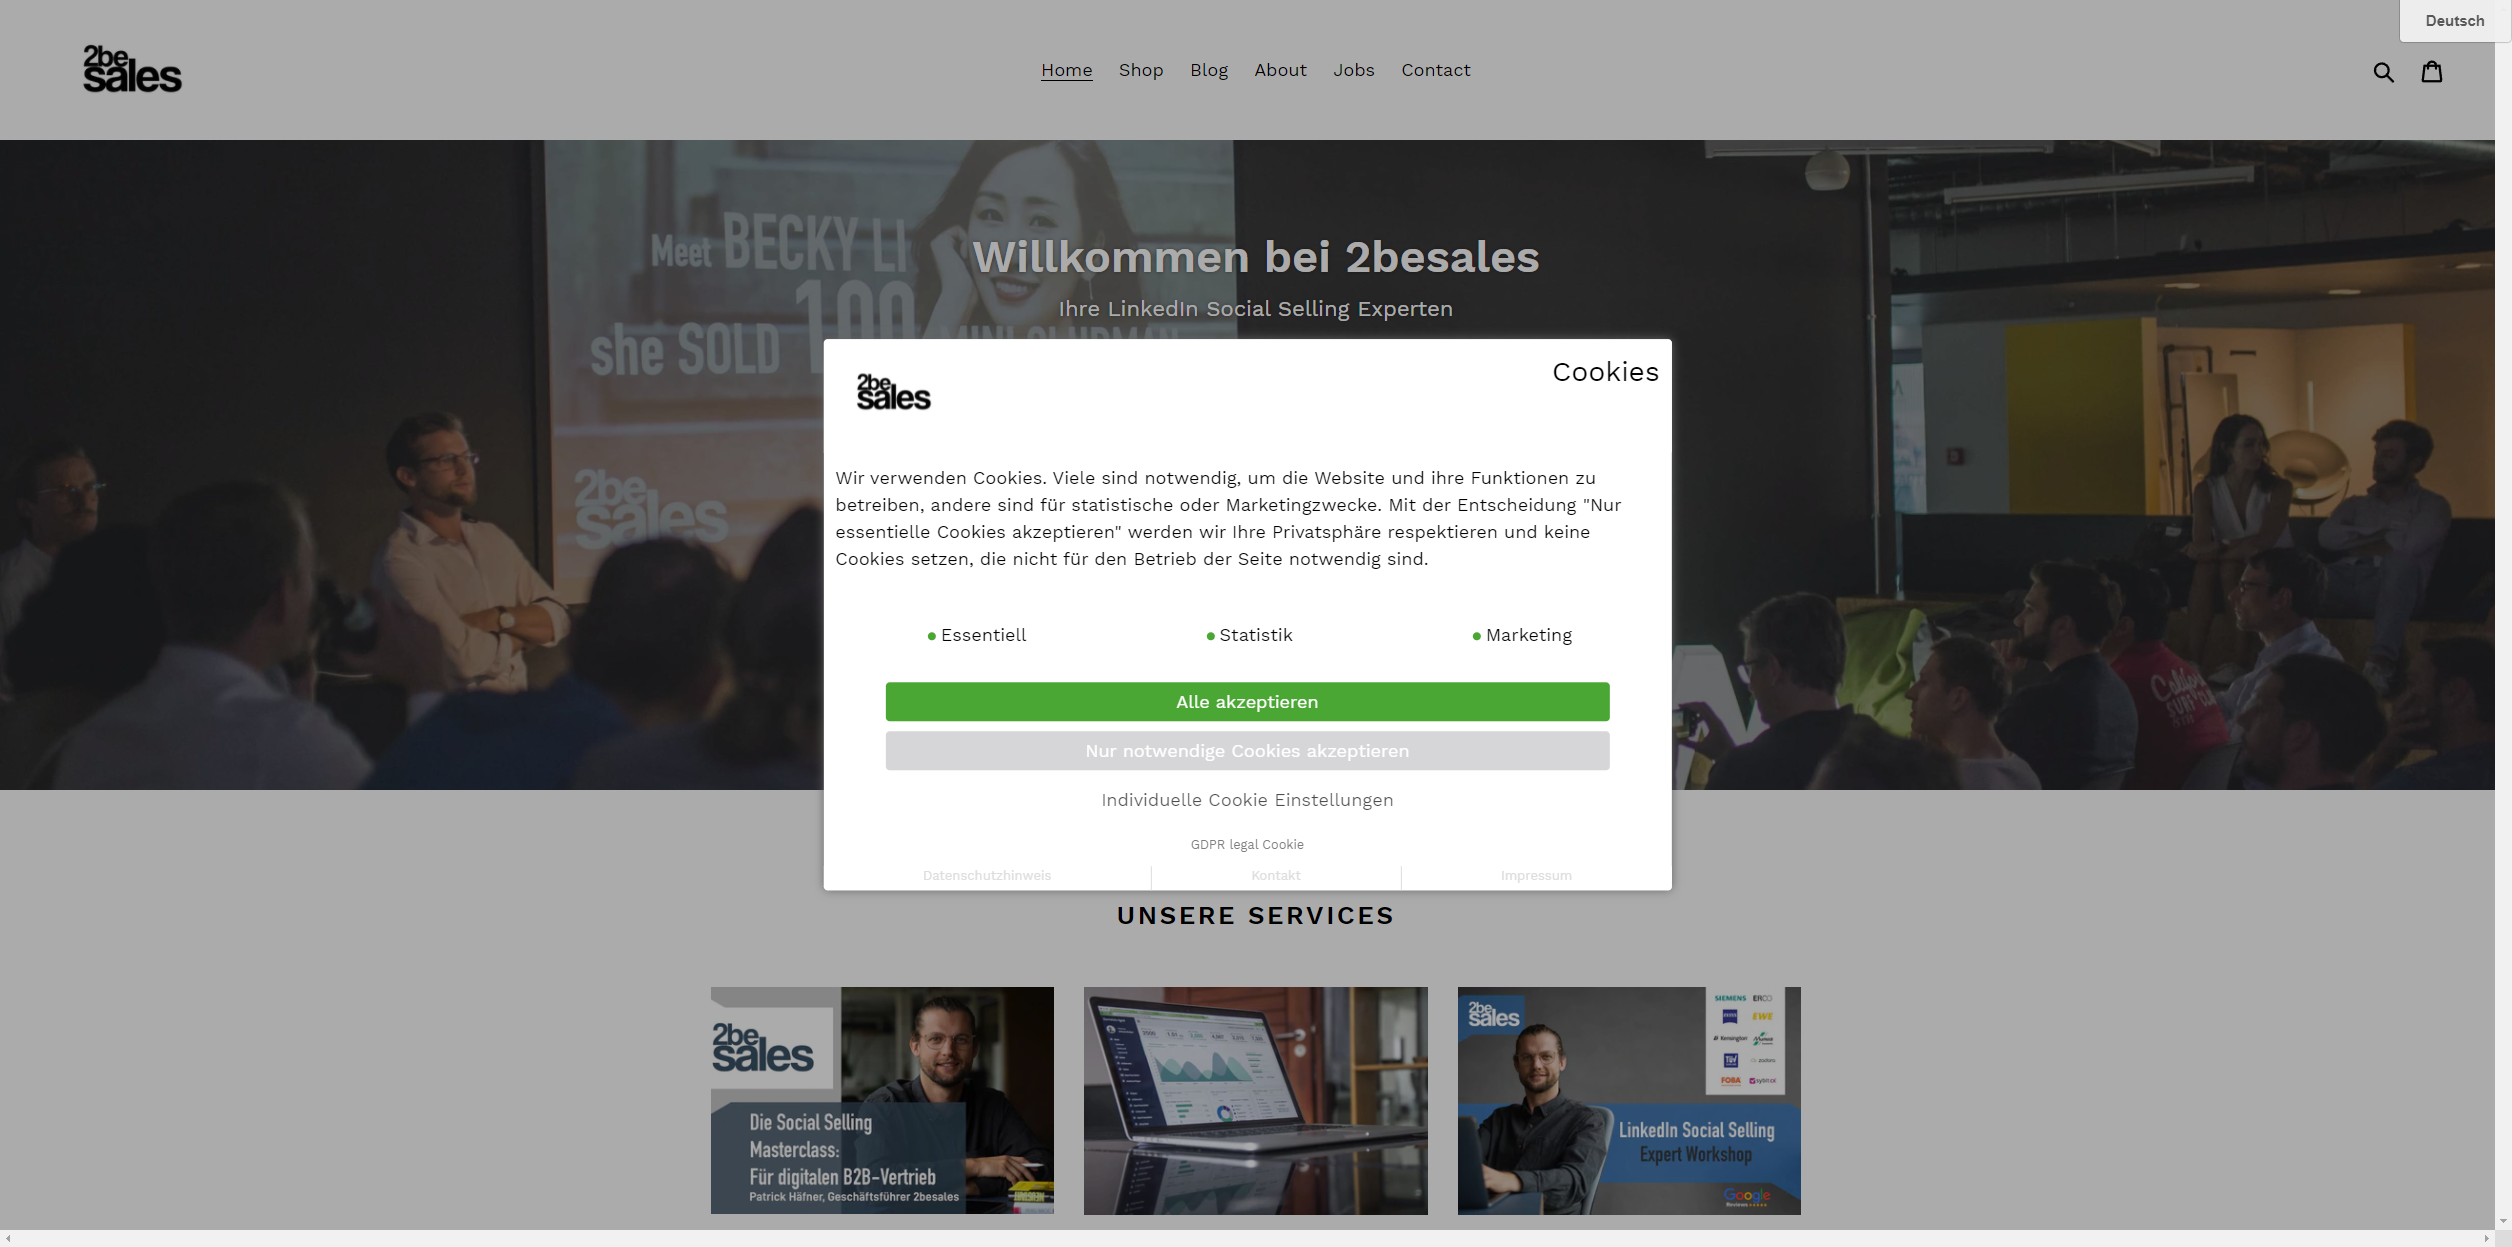 Deutsch
2be
sales
Home
Shop
Blog
About
Jobs
Contact
Meet BECKY LI
she SOLD 100
MINI CLUBMAN
Willkommen bei 2besales
Ihre LinkedIn Social Selling Experten
2be
sales
2be
sales
Cookies
Wir verwenden Cookies. Viele sind notwendig, um die Website und ihre Funktionen zu
betreiben, andere sind für statistische oder Marketingzwecke. Mit der Entscheidung "Nur
essentielle Cookies akzeptieren" werden wir Ihre Privatsphäre respektieren und keine
Cookies setzen, die nicht für den Betrieb der Seite notwendig sind.
Essentiell
Statistik
Marketing
Alle akzeptieren
Nur notwendige Cookies akzeptieren
Individuelle Cookie Einstellungen
GDPR legal Cookie
Datenschutzhinweis
Kontakt
Impressum
UNSERE SERVICES
2be
sales
Die Social Selling
Masterclass:
Für digitalen B2B-Vertrieb
Patrick Häfner, Geschäftsführer 2besales
2be
sales
SIEMENS ERCO
EWE
Kensington
TÜV
zoolans
FOBA
LinkedIn Social Selling
Expert Workshop
Google
Reviews